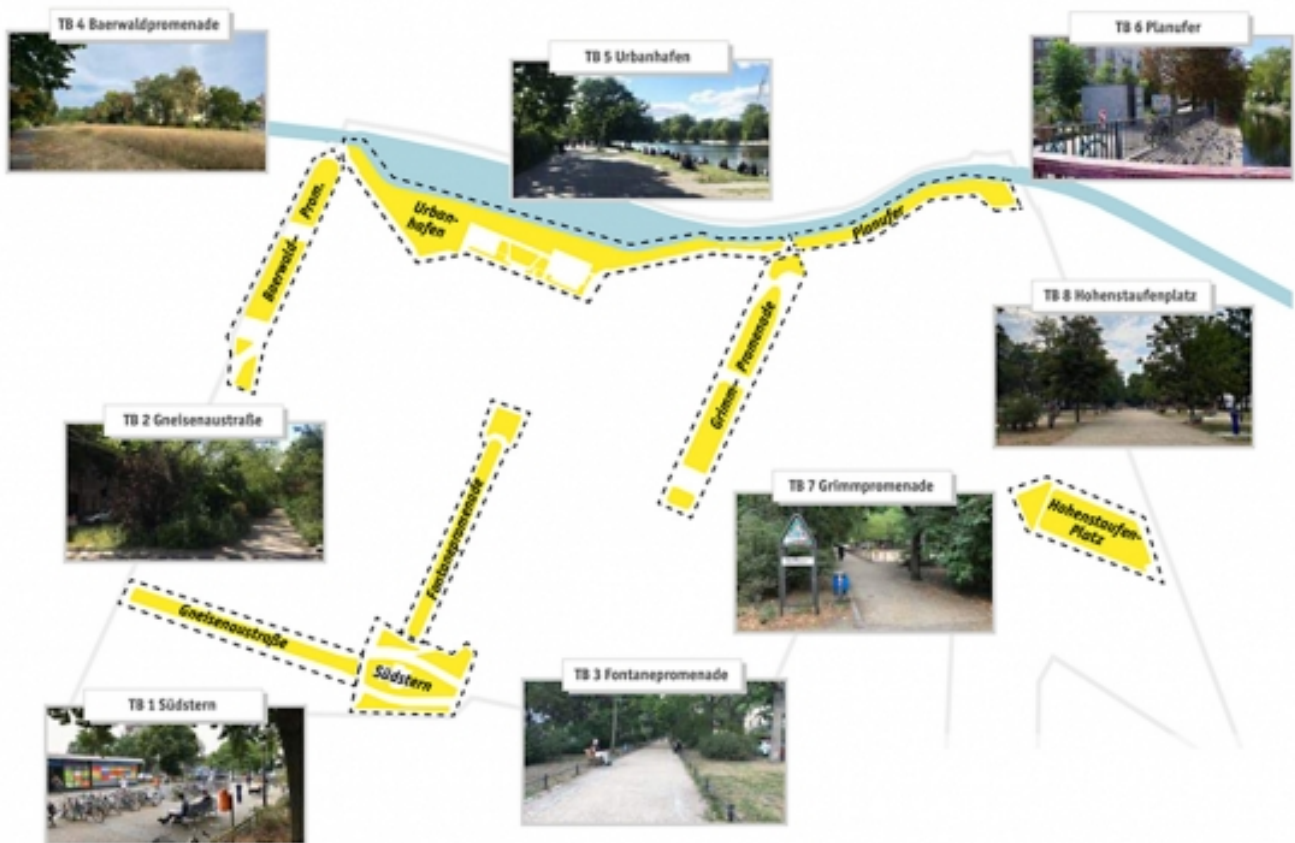 TB 4 Baerwaldpromenade
TB 5 Urbanhafen
TB 6 Planufer
Baerwald-
Prom.
Urban-
hafen
Planufer
TB 8 Hohenstaufenplatz
Grimm-
Promenade
TB 2 Gneisenaustraße
Fontanepromenade
TB 7 Grimmpromenade
Hohenstaufen-
Platz
Gneisenaustraße
Südstern
TB 3 Fontanepromenade
TB 1 Südstern